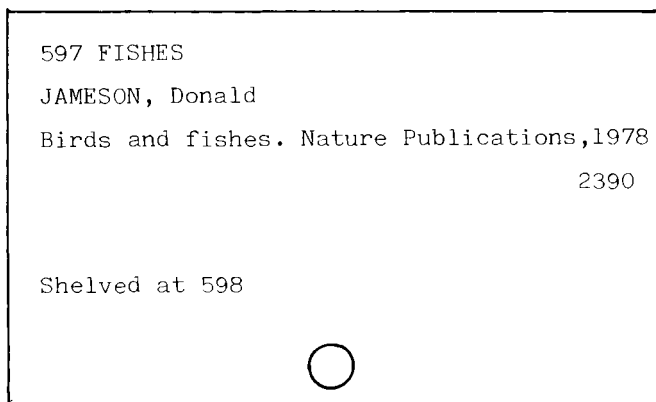 597 FISHES
JAMESON, Donald
Birds and fishes. Nature Publications,1978
2390
Shelved at 598